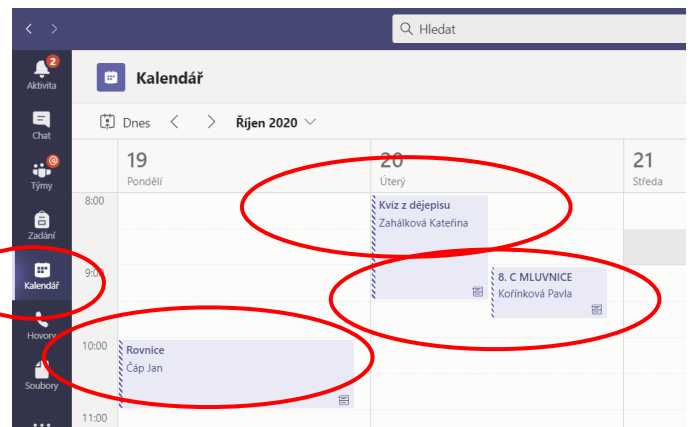 Hledat
2
Aktivita
Kalendář
Chat
Dnes
Říjen 2020
@
Týmy
19
20
21
Pondělí
Úterý
Středa
8:00
Kvíz z dějepisu
Zahálková Kateřina
Zadání
9:00
8. C MLUVNICE
Kořínková Pavla
Kalendář
Hovory
10:00
Rovnice
Čáp Jan
Soubory
11:00